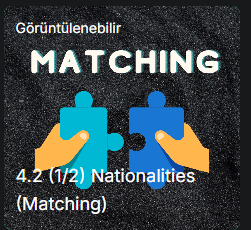 Görüntülenebilir
MATCHING
4.2 (1/2) Nationalities
(Matching)